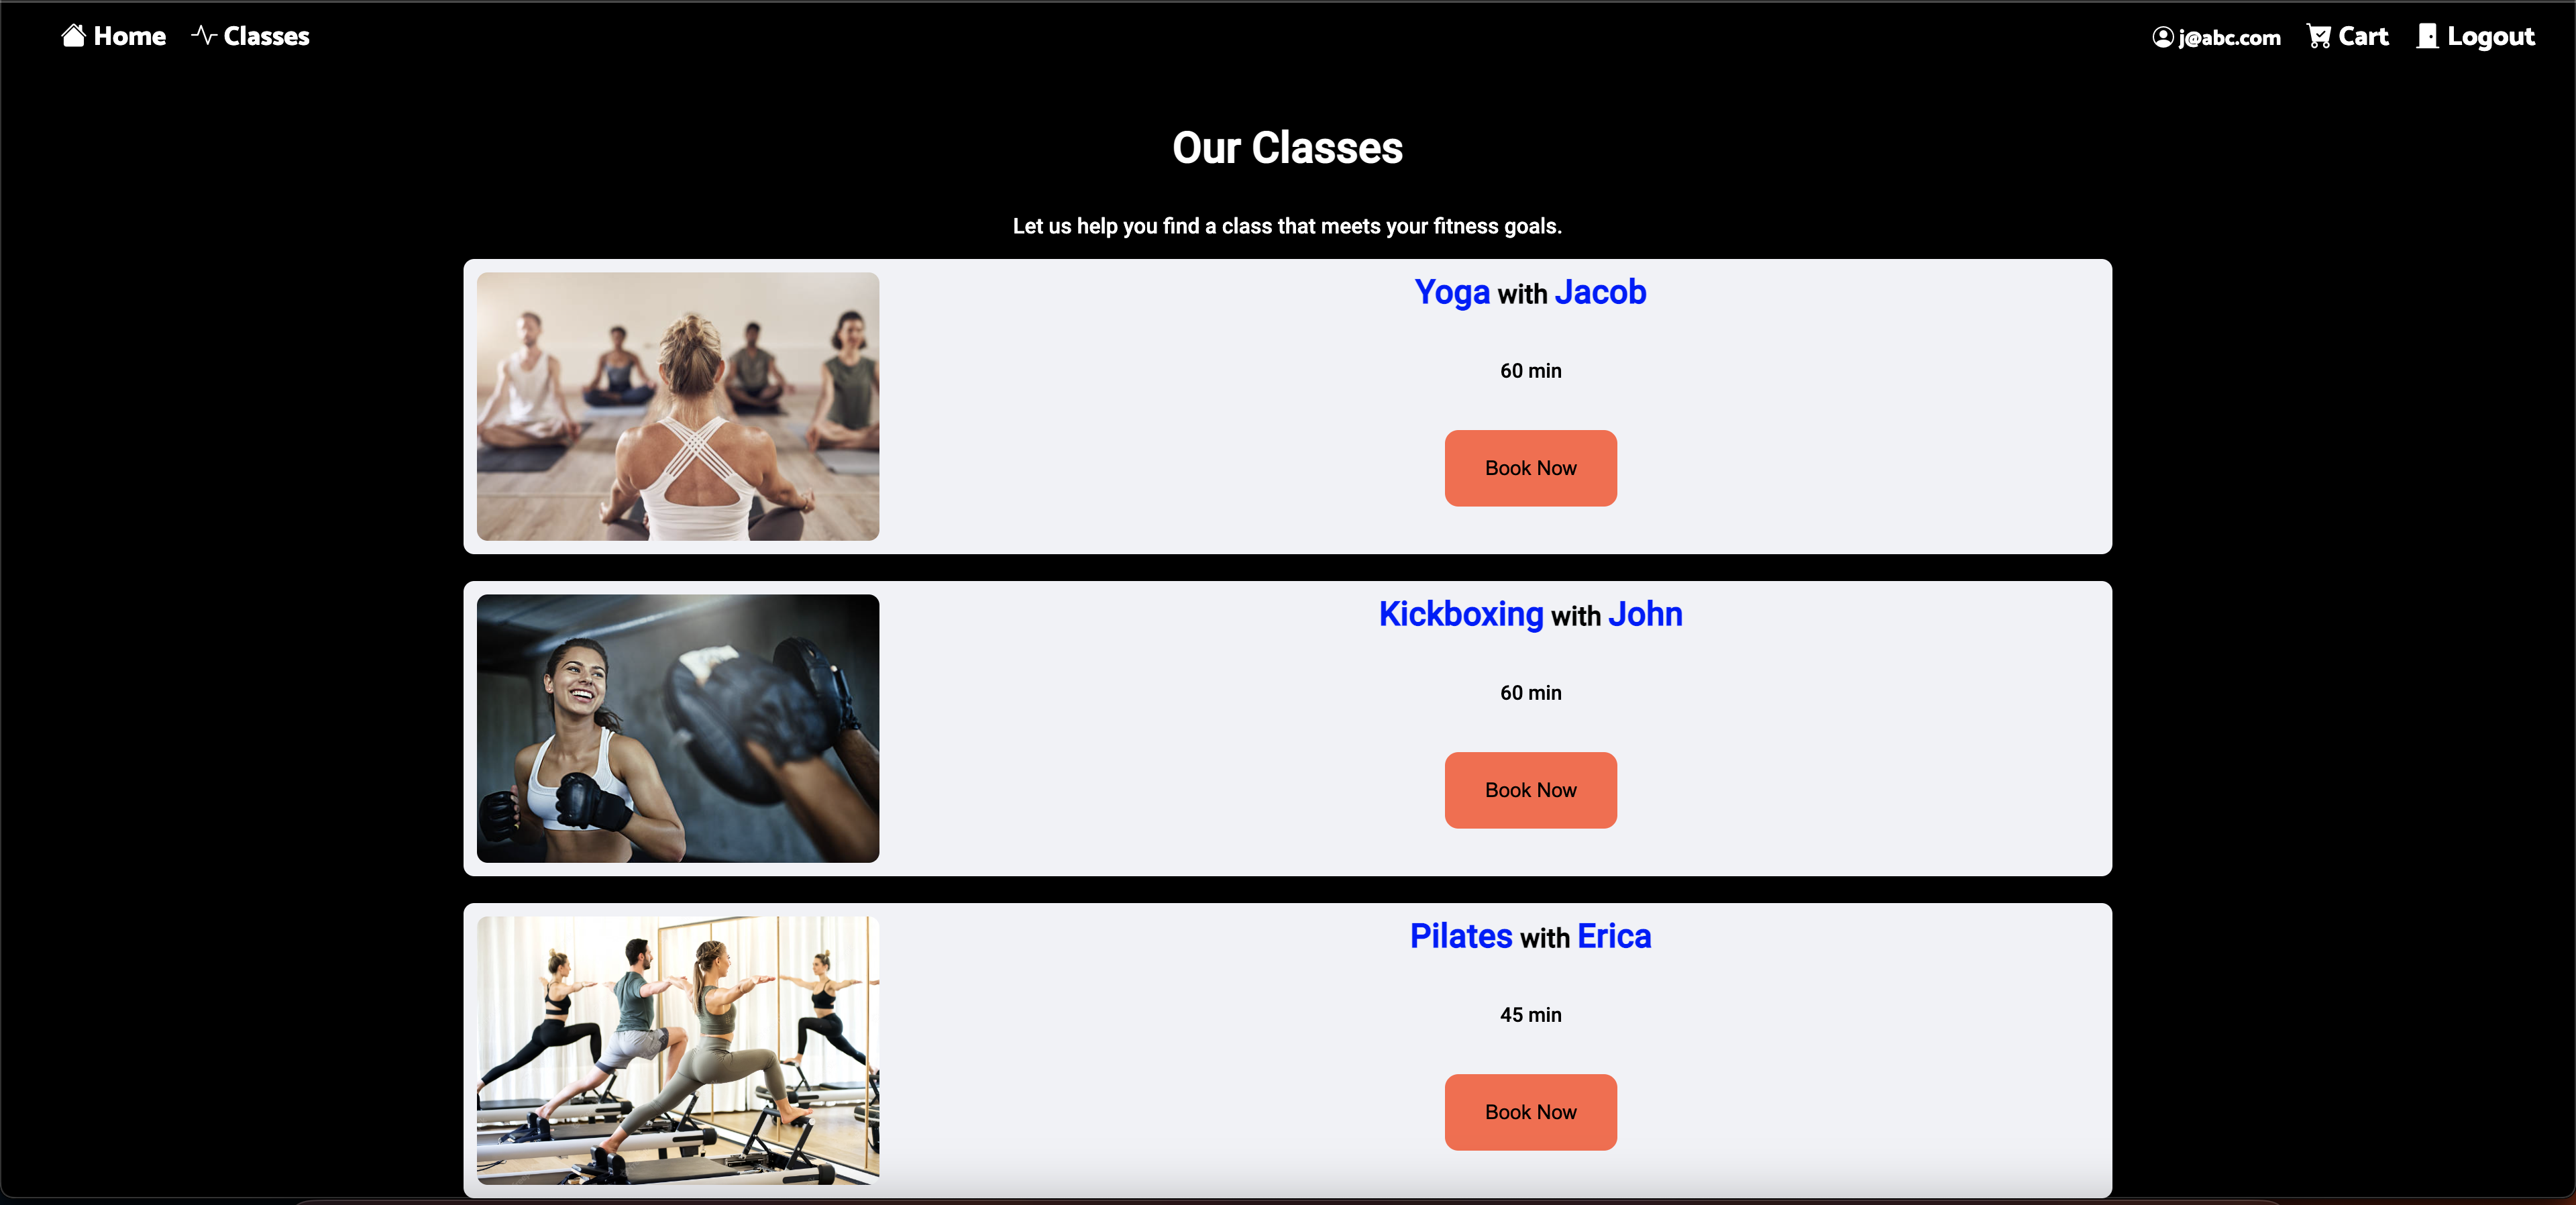 Home Classes j@abc.com Cart Logout
Our Classes
Let us help you find a class that meets your fitness goals.
Yoga with Jacob
60 min
Book Now
Kickboxing with John
60 min
Book Now
Pilates with Erica
45 min
Book Now